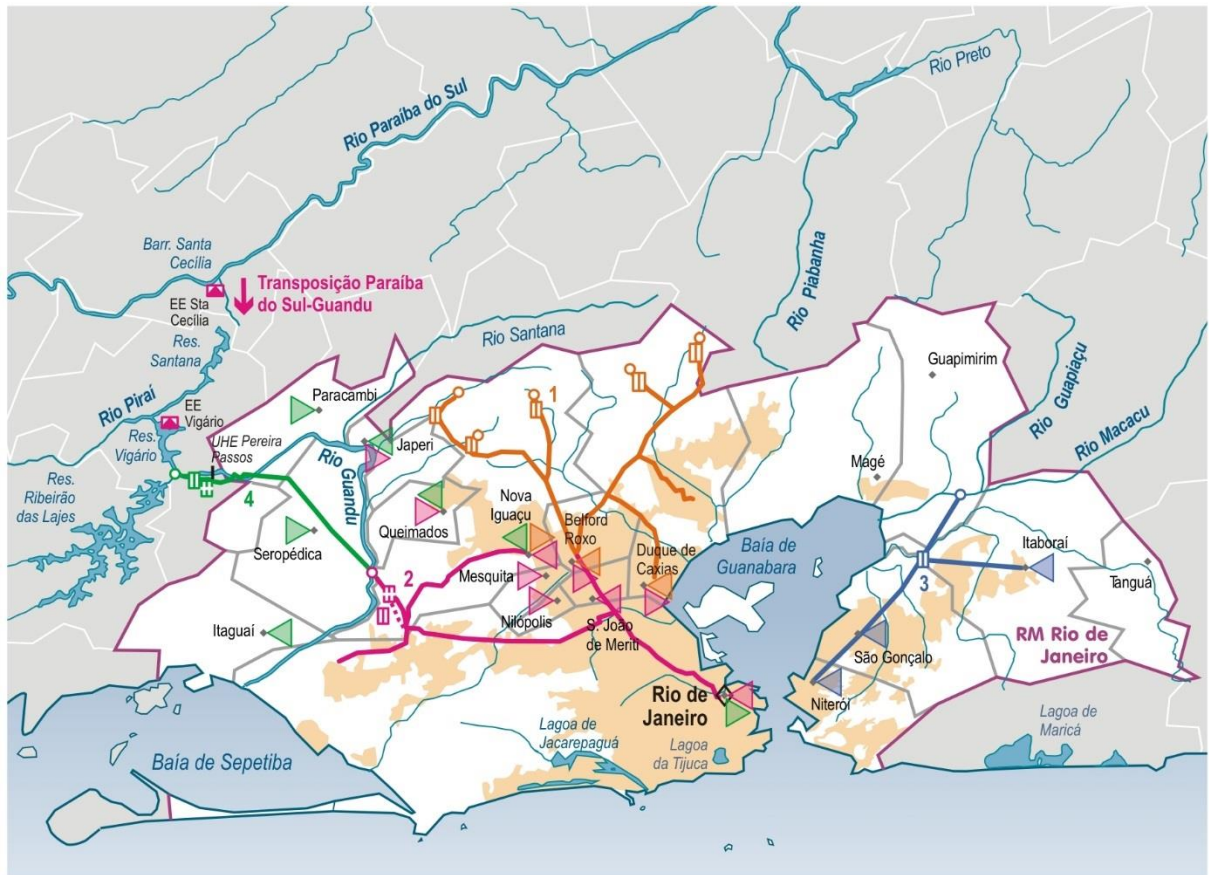 Rio Preto
Rio Paraíba do Sul
Barr. Santa
Cecília
Transposição Paraíba
do Sul-Guandu
EE Sta
Cecília
Res.
Santana
Rio Piabanha
Rio Santana
Guapimirim
Rio Guapiaçu
Rio Macacu
Rio Piraí
EE
Vigário
Res.
Vigário
Paracambi
1
Japeri
UHE Pereira
Passos
Rio Guandu
Magé
Res.
Ribeirão
das Lajes
4
Queimados
Nova
Iguaçu
Belford
Roxo
Duque de
Caxias
Baía de
Guanabara
Itaboraí
Seropédica
Mesquita
2
3
Tanguá
Itaguaí
Nilópolis
S. João
de Meriti
São Gonçalo
RM Rio de
Janeiro
Rio de
Janeiro
Niterói
Lagoa de
Jacarepaguá
Lagoa
da Tijuca
Lagoa de
Maricá
Baía de Sepetiba